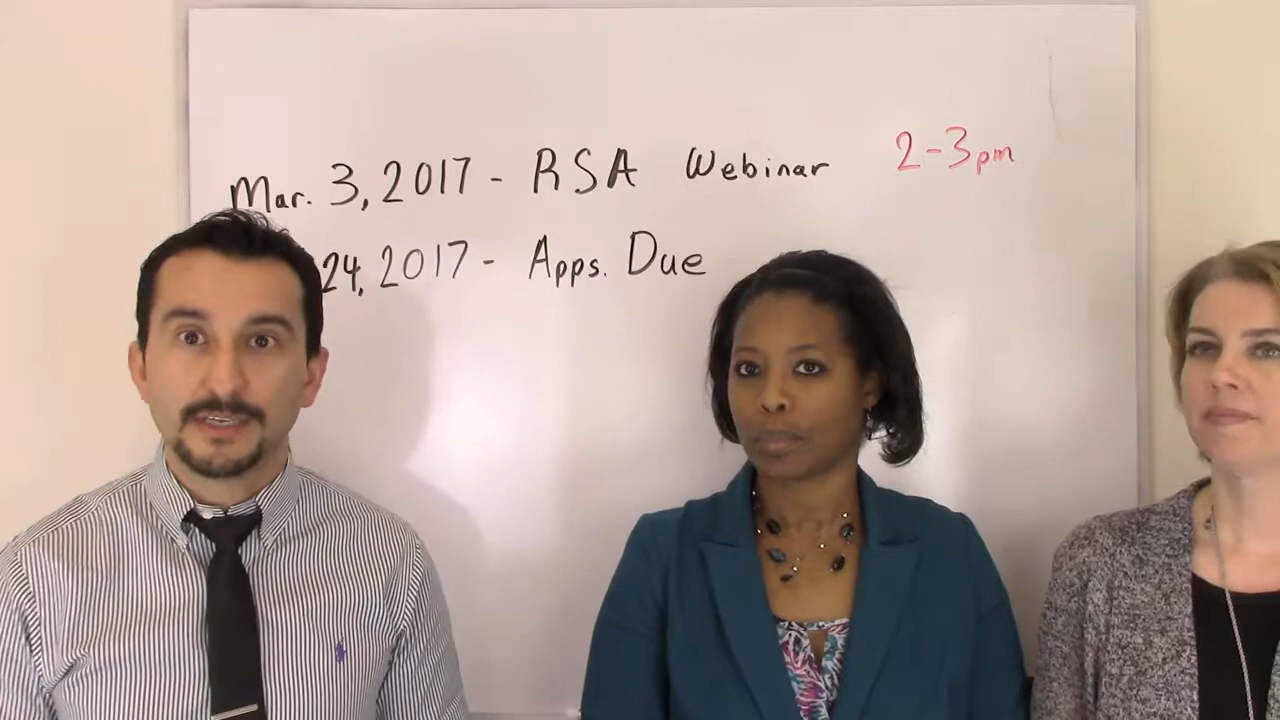 Mar. 3, 2017 - RSA Webinar 2-3pm
24, 2017 - Apps. Due